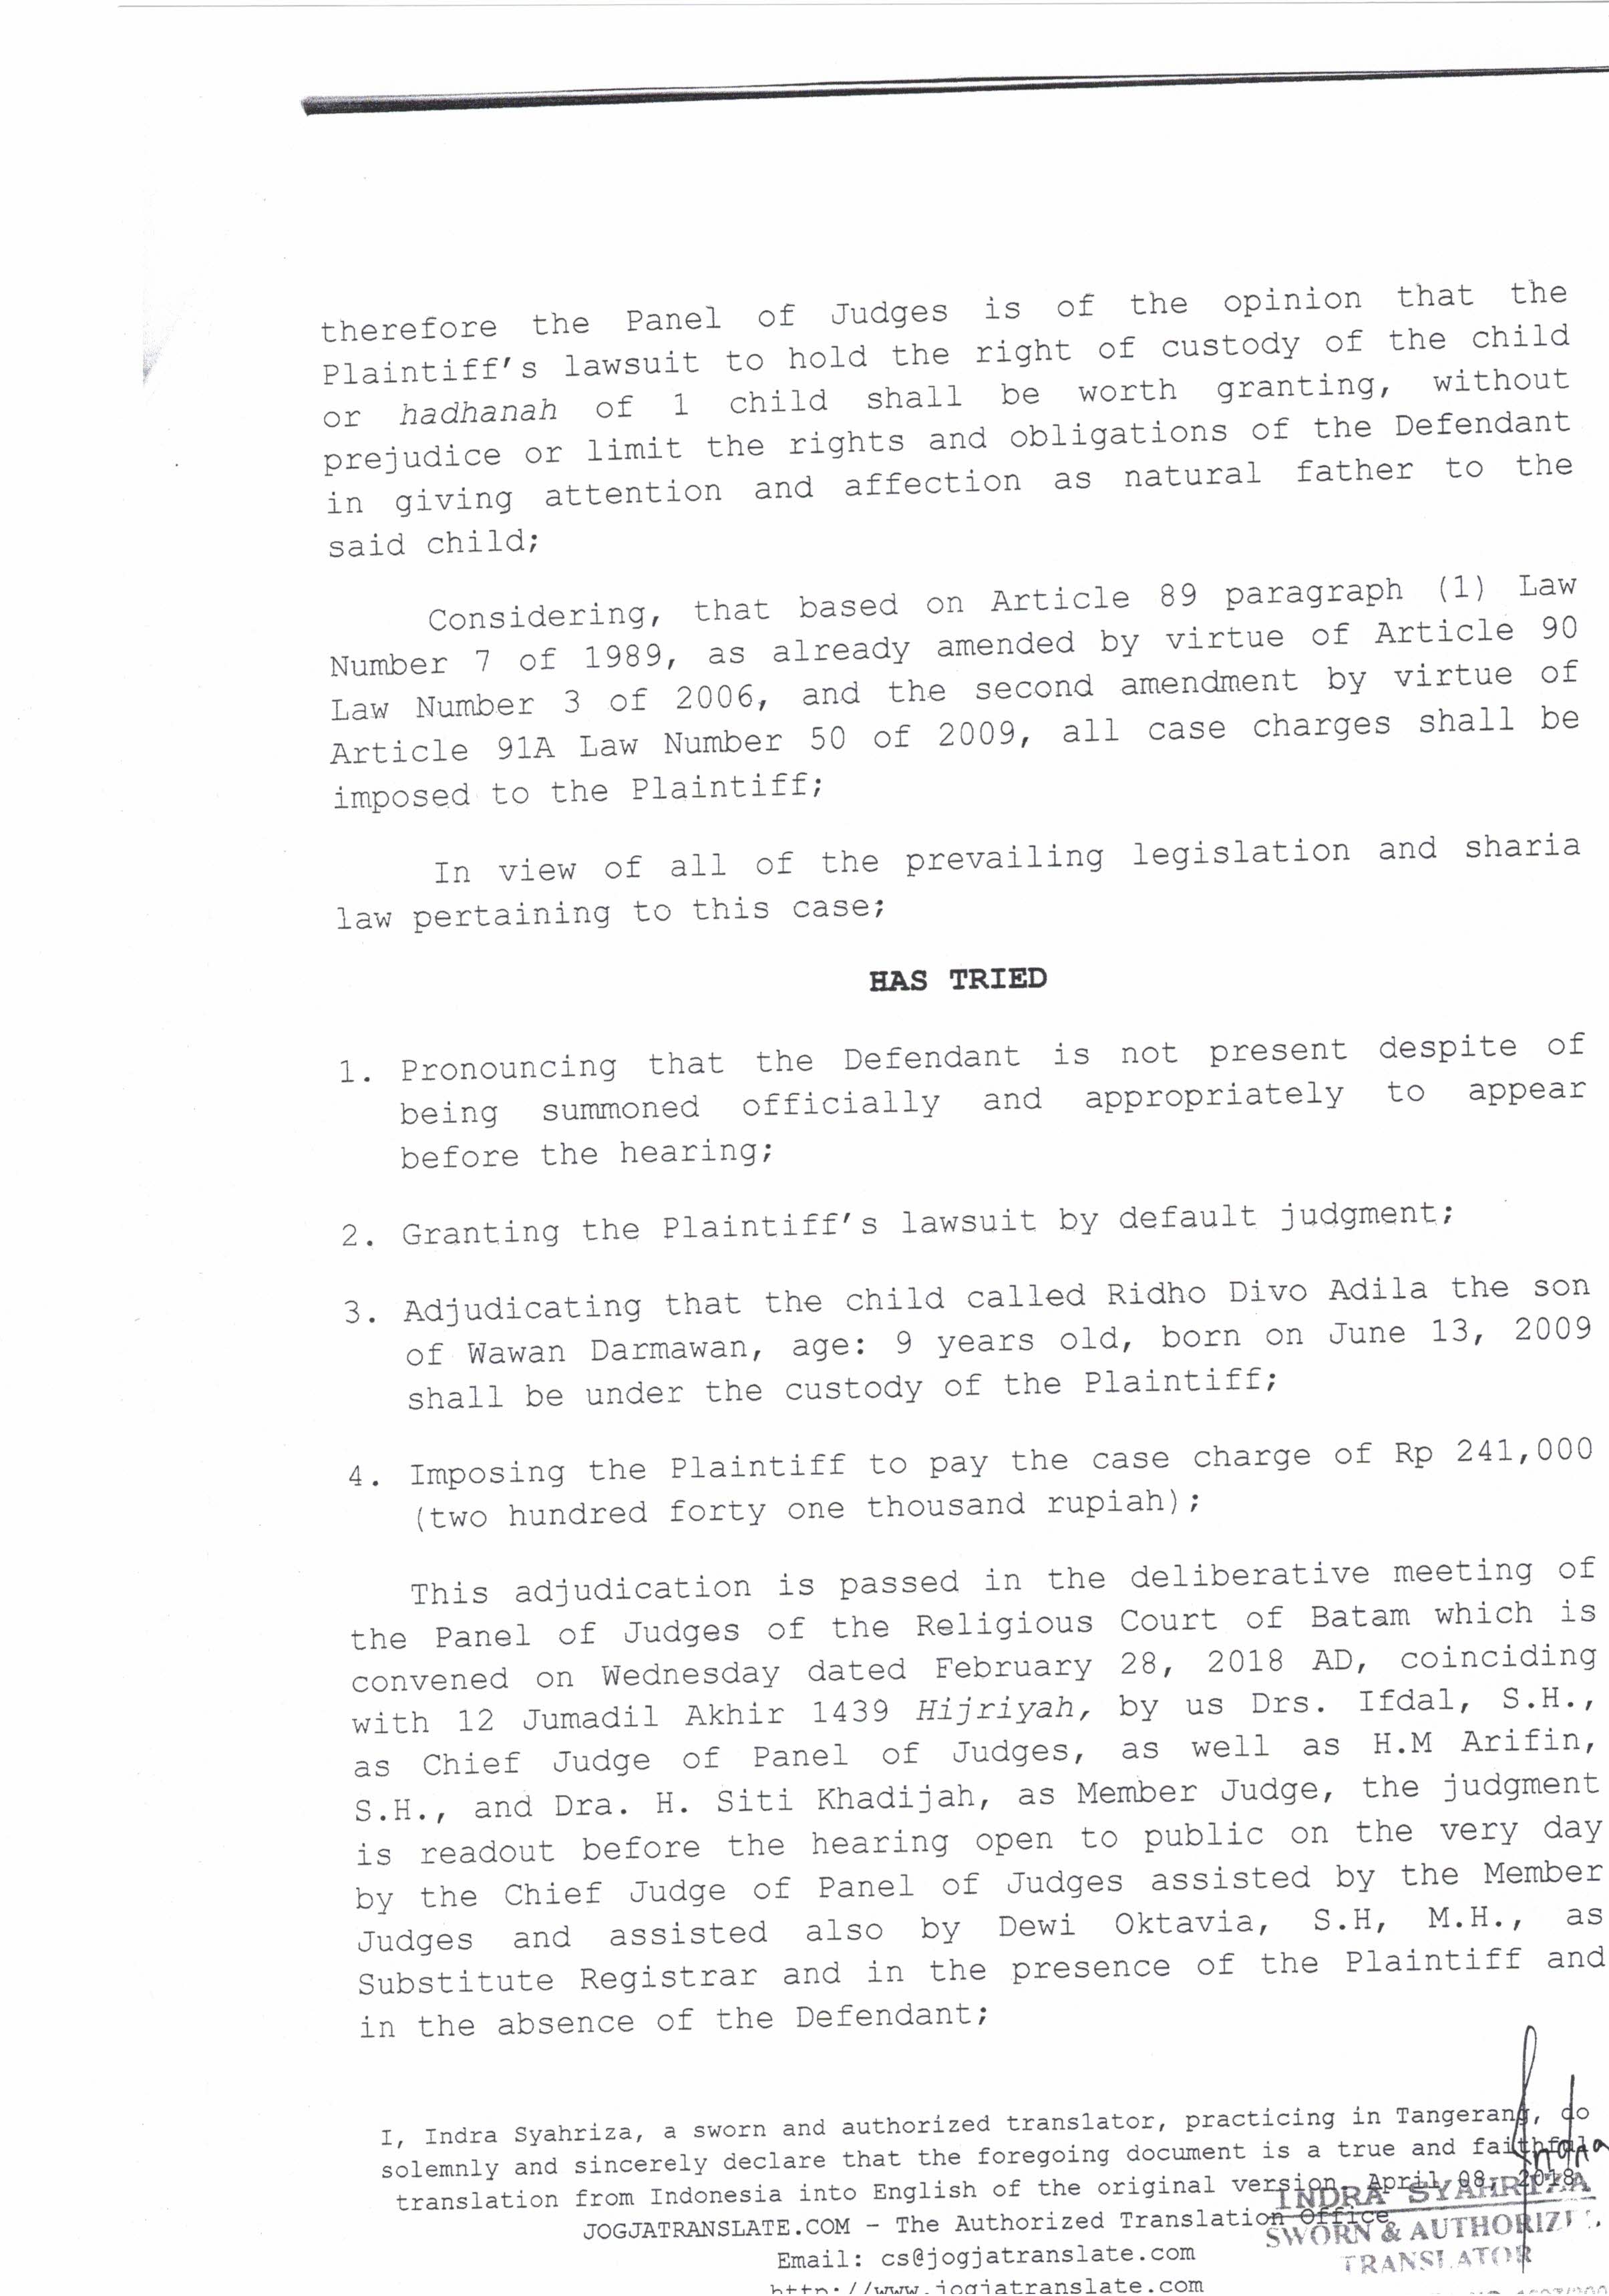 therefore the Panel of Judges is of the opinion that the
Plaintiff's lawsuit to hold the right of custody of the child
or hadhanah of 1 child shall be worth granting, without
prejudice or limit the rights and obligations of the Defendant
in giving attention and affection as natural father to the
said child;
Considering, that based on Article 89 paragraph (1) Law
Number 7 of 1989, as already amended by virtue of Article 90
Law Number 3 of 2006, and the second amendment by virtue of
Article 91A Law Number 50 of 2009, all case charges shall be
imposed to the Plaintiff;
In view of all of the prevailing legislation and sharia
law pertaining to this case;
HAS TRIED
1. Pronouncing that the Defendant is not present despite of
being summoned officially and appropriately to appear
before the hearing;
2. Granting the Plaintiff's lawsuit by default judgment;
3. Adjudicating that the child called Ridho Divo Adila the son
of Wawan Darmawan, age: 9 years old, born on June 13, 2009
shall be under the custody of the Plaintiff;
4. Imposing the Plaintiff to pay the case charge of Rp 241,000
(two hundred forty one thousand rupiah);
This adjudication is passed in the deliberative meeting of
the Panel of Judges of the Religious Court of Batam which is
convened on Wednesday dated February 28, 2018 AD, coinciding
with 12 Jumadil Akhir 1439 Hijriyah, by us Drs. Ifdal, S.H.,
as Chief Judge of Panel of Judges, as well as H.M Arifin,
S.H., and Dra. H. Siti Khadijah, as Member Judge, the judgment
is readout before the hearing open to public on the very day
by the Chief Judge of Panel of Judges assisted by the Member
Judges and assisted also by Dewi Oktavia, S.H, M.H., as
Substitute Registrar and in the presence of the Plaintiff and
in the absence of the Defendant;
I, Indra Syahriza, a sworn and authorized translator, practicing in Tangerang, do
solemnly and sincerely declare that the foregoing document is a true and faithful
translation from Indonesia into English of the original version, April 08, 2018
JOGJATRANSLATE.COM - The Authorized Translation Office
INDRA SYAHRIZA
SWORN & AUTHORIZE
TRANSLATOR
Email: cs@jogjatranslate.com
http://www.jogjatranslate.com